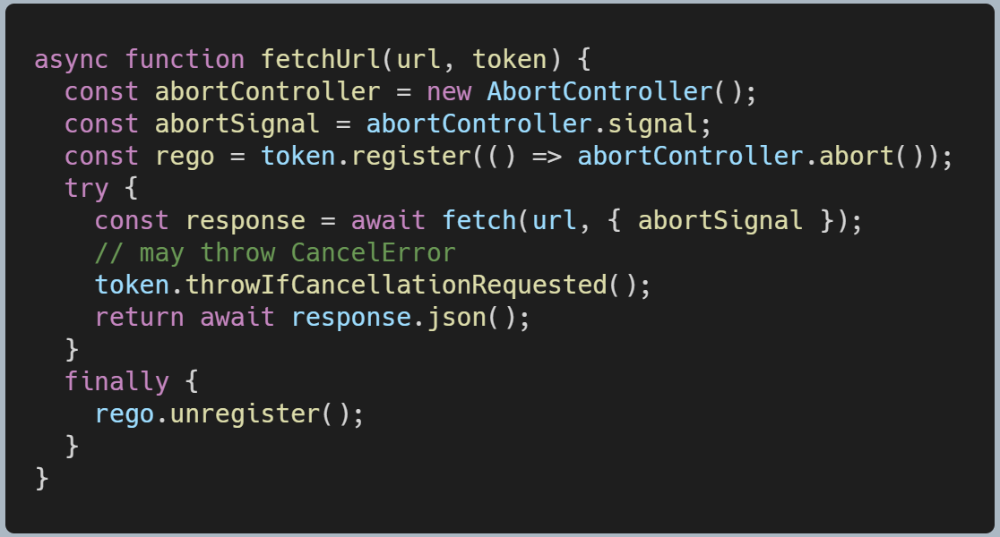 async function fetchUrl(url, token) {
  const abortController = new AbortController();
  const abortSignal = abortController.signal;
  const rego = token.register(() => abortController.abort());
  try {
    const response = await fetch(url, { abortSignal });
    // may throw CancelError
    token.throwIfCancellationRequested();
    return await response.json();
  }
  finally {
    rego.unregister();
  }
}